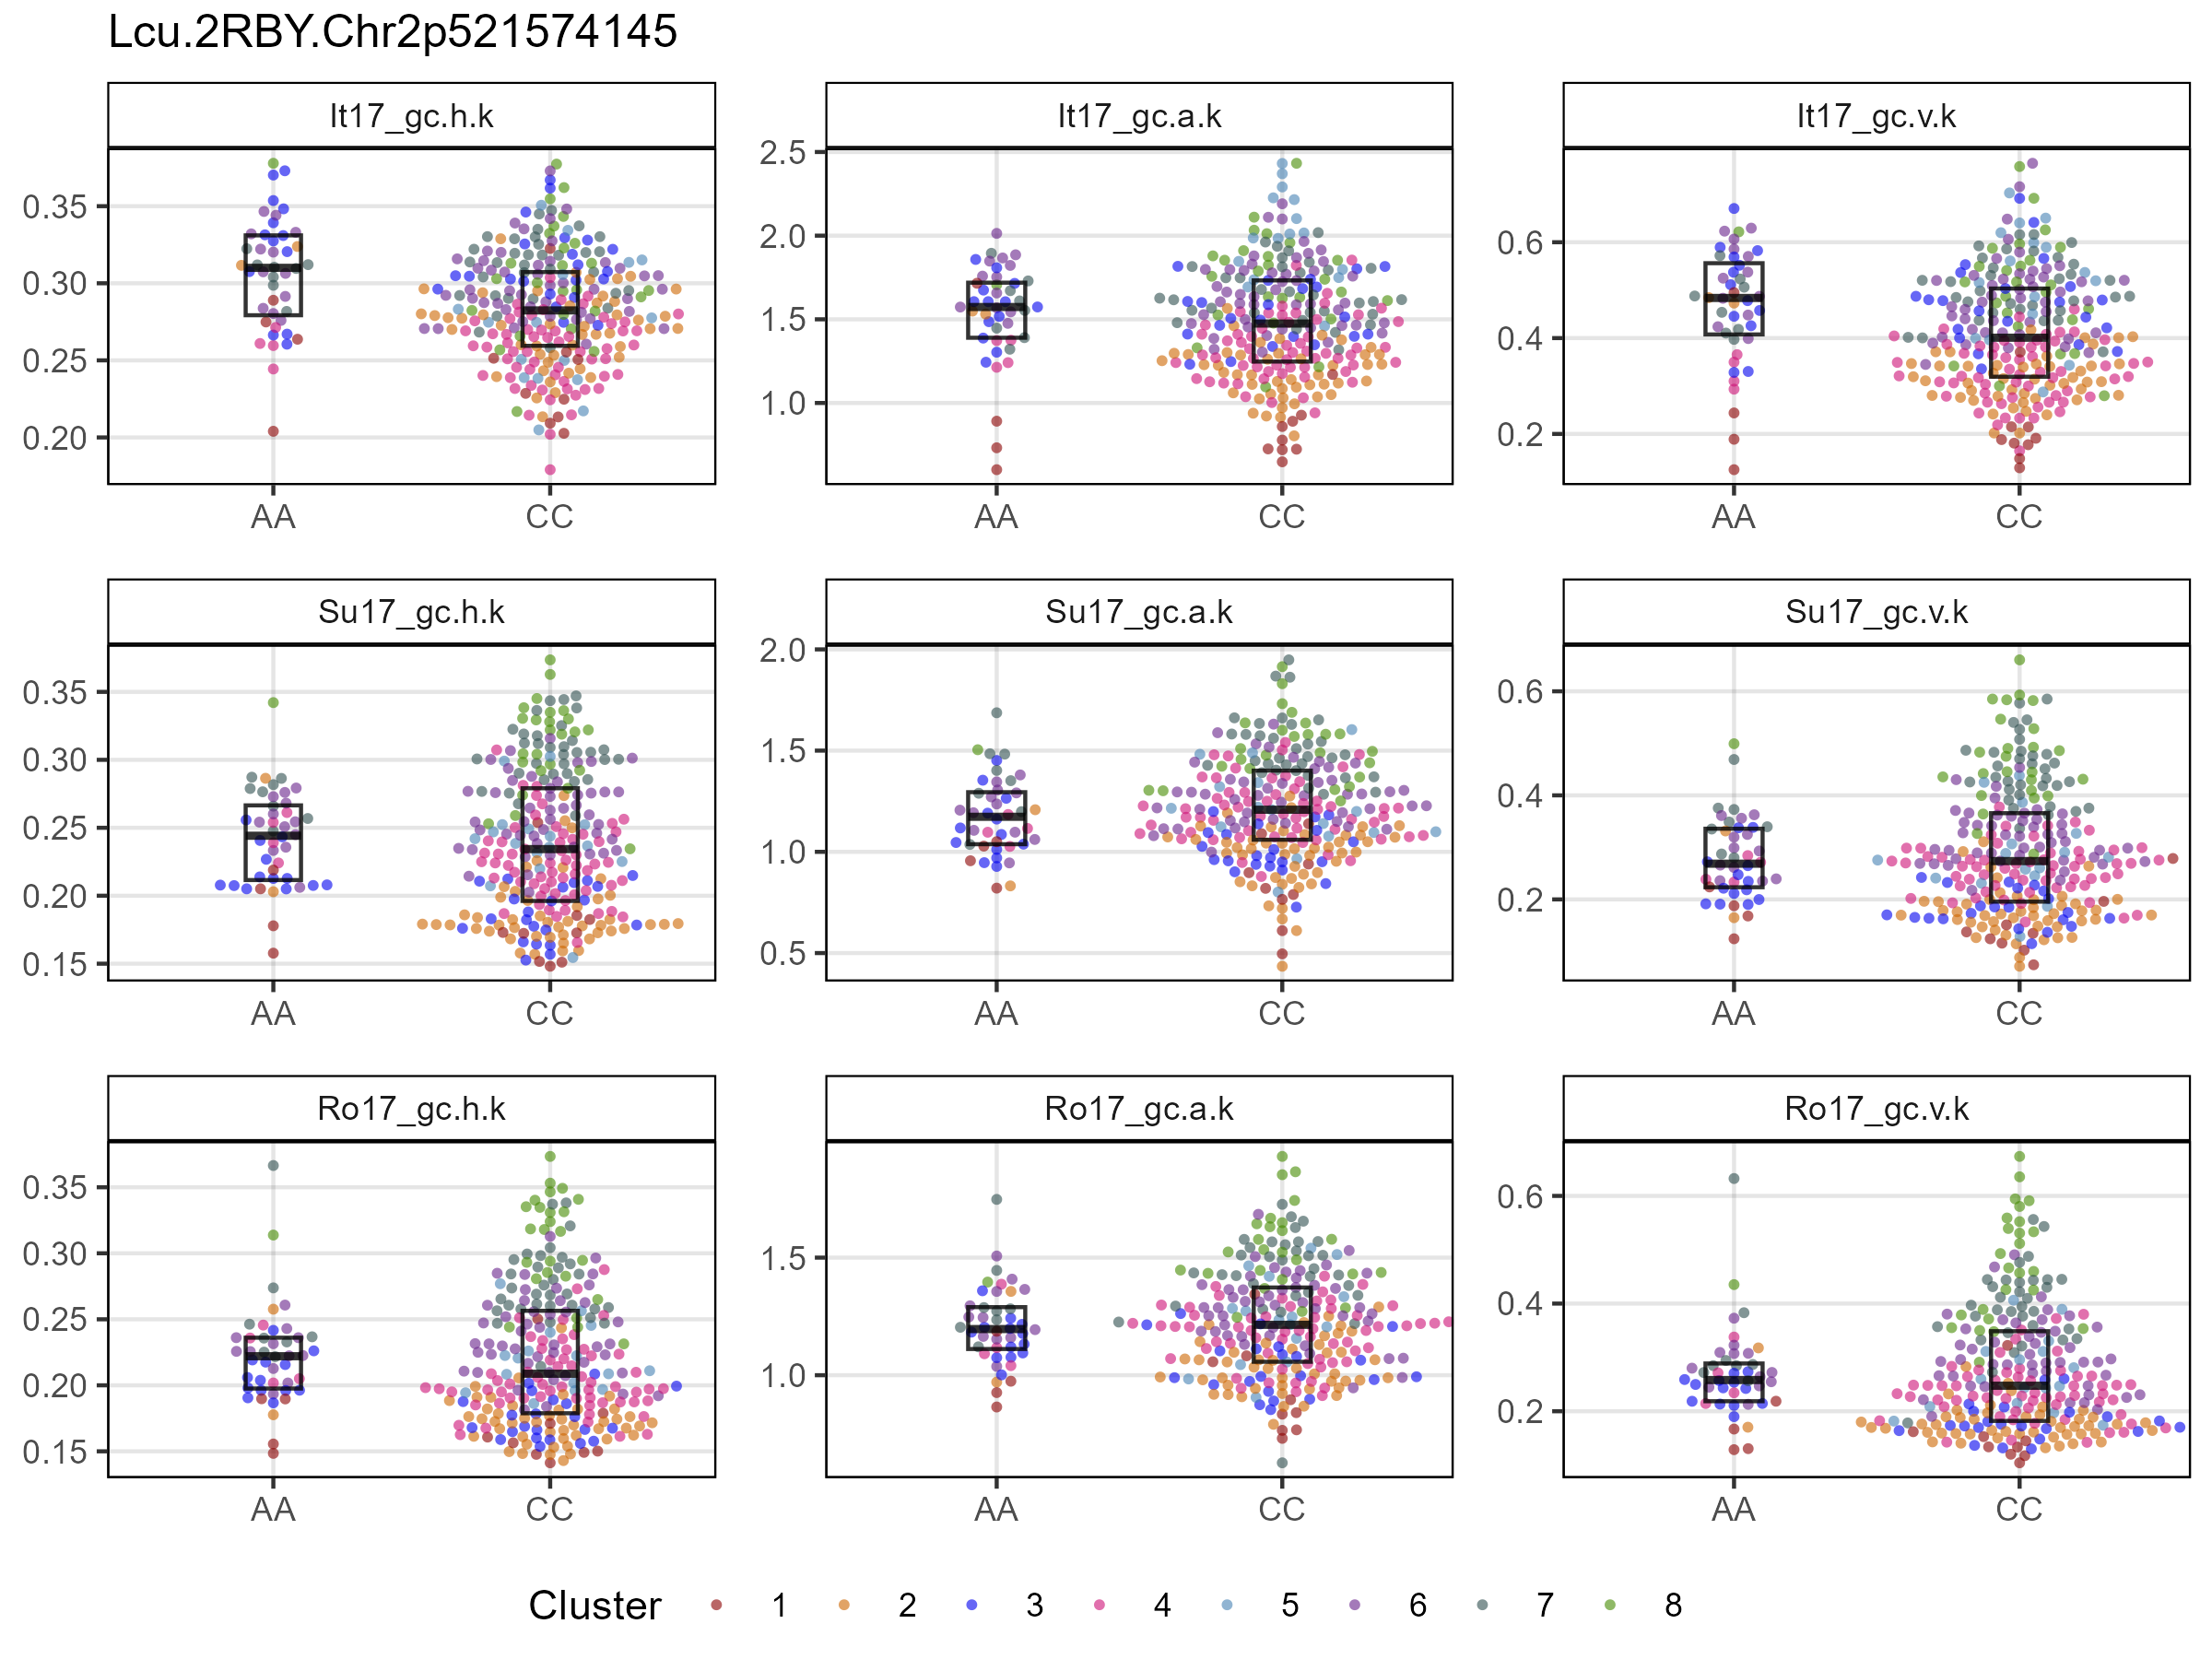 Lcu.2RBY.Chr2p521574145
It17_gc.h.k
It17_gc.a.k
It17_gc.v.k
0.35
0.30
0.25
0.20
2.5
2.0
1.5
1.0
0.6
0.4
0.2
AA
CC
AA
CC
AA
CC
Su17_gc.h.k
Su17_gc.a.k
Su17_gc.v.k
0.35
0.30
0.25
0.20
0.15
2.0
1.5
1.0
0.5
0.6
0.4
0.2
AA
CC
AA
CC
AA
CC
Ro17_gc.h.k
Ro17_gc.a.k
Ro17_gc.v.k
0.35
0.30
0.25
0.20
0.15
1.5
1.0
0.6
0.4
0.2
AA
CC
AA
CC
AA
CC
Cluster 1 2 3 4 5 6 7 8